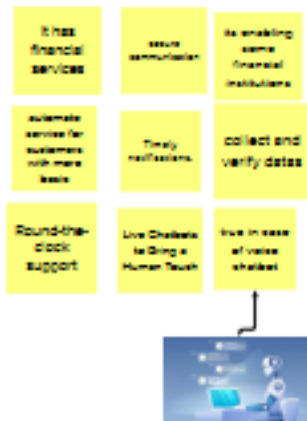 It has
financial
services
secure
communication
its enabling
some
financial
institutions
automate
service for
customers
with more
Timely
notifications.
collect and
verify datas
Round-the-
clock
support
Live Chatbots
to Bring a
Human Touch
true in case
of voice
chatbot